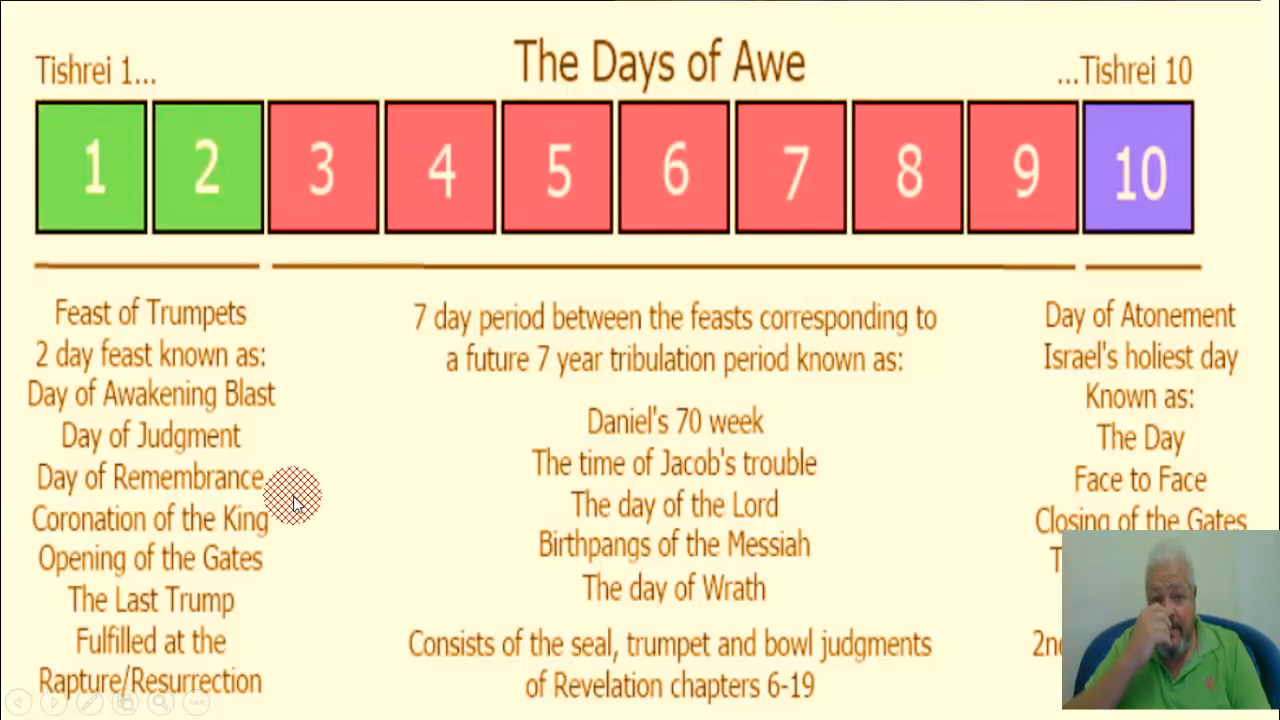 The Days of Awe
Tishrei 1...
...Tishrei 10
1 2 3 4 5 6 7 8 9 10
Feast of Trumpets
2 day feast known as:
Day of Awakening Blast
Day of Judgment
Day of Remembrance
Coronation of the King
Opening of the Gates
The Last Trump
Fulfilled at the
Rapture/Resurrection
7 day period between the feasts corresponding to
a future 7 year tribulation period known as:
Daniel's 70 week
The time of Jacob's trouble
The day of the Lord
Birthpangs of the Messiah
The day of Wrath
Consists of the seal, trumpet and bowl judgments
of Revelation chapters 6-19
Day of Atonement
Israel's holiest day
Known as:
The Day
Face to Face
Closing of the Gates
2nd